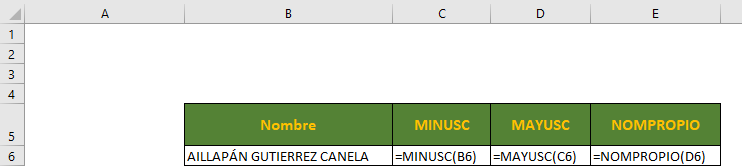 A B C D E
1
2
3
4
5 Nombre MINUSC MAYUSC NOMPROPIO
6 AILLAPÁN GUTIERREZ CANELA =MINUSC(B6) =MAYUSC(C6) =NOMPROPIO(D6)